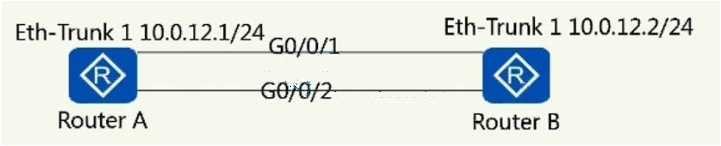 Eth-Trunk 1 10.0.12.1/24
Eth-Trunk 1 10.0.12.2/24
G0/0/1
R
R
G0/0/2
Router A
Router B